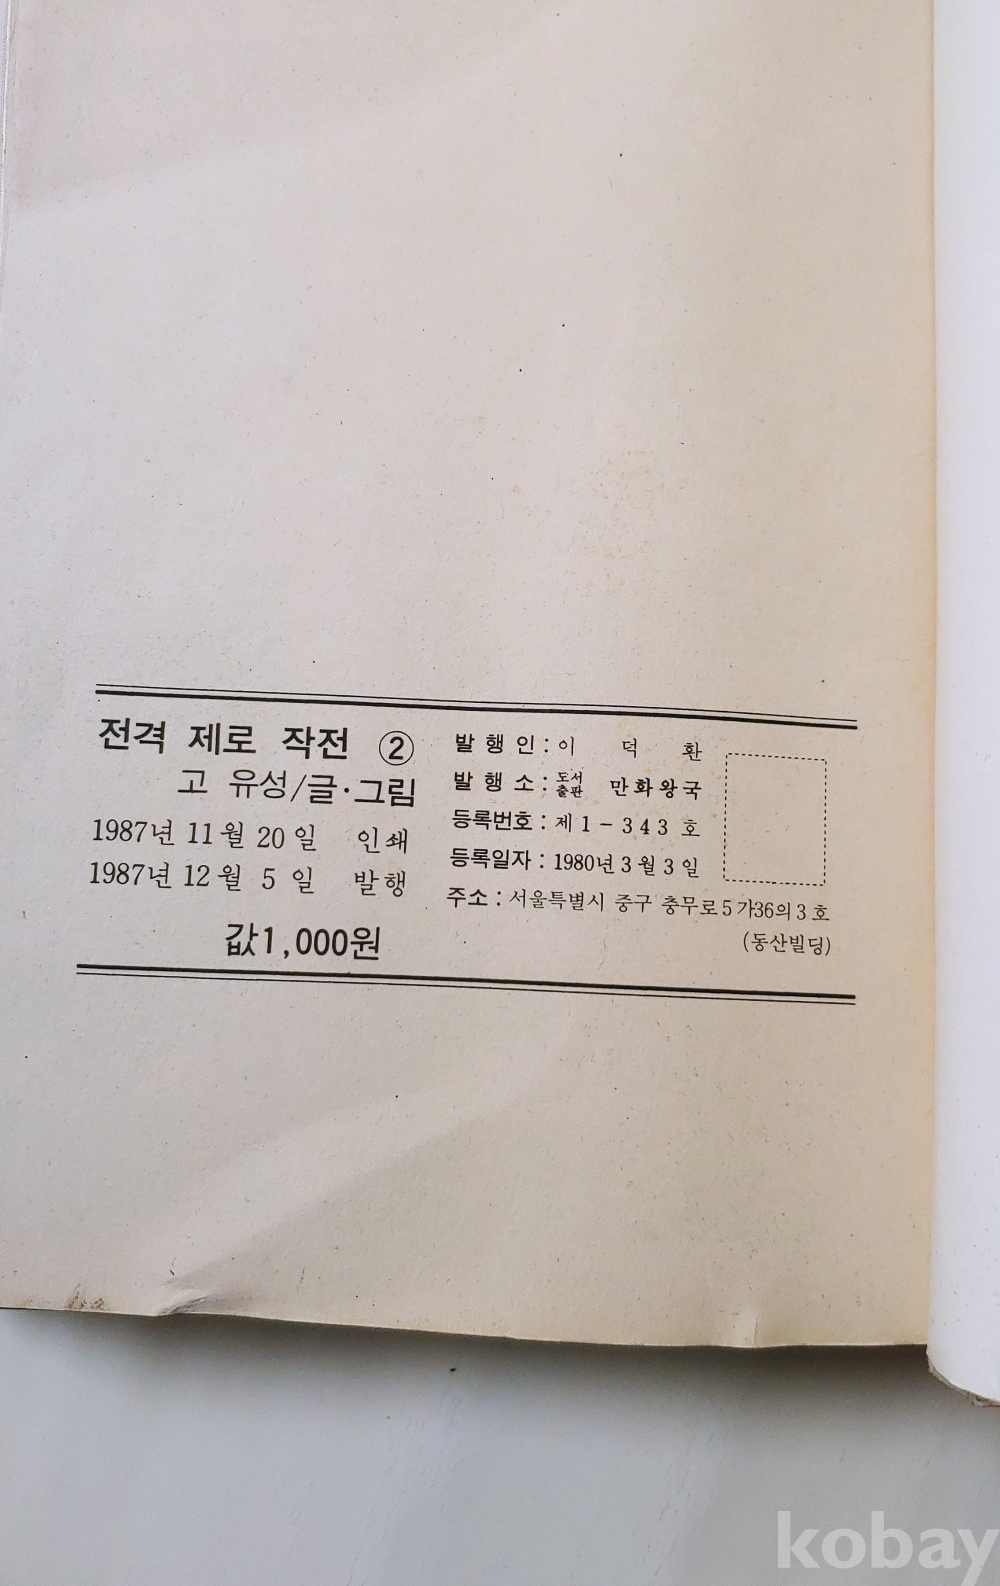 전격 제로 작전 ②
고 유성/글·그림
1987년 11월 20일 인쇄
1987년 12월 5일 발행
값1,000원
발행인:이덕환
발행소:도서출판 만화왕국
등록번호:제1-343호
등록일자:1980년3월3일
주소:서울특별시 중구 충무로5가36의3호
(동산빌딩)
kobay